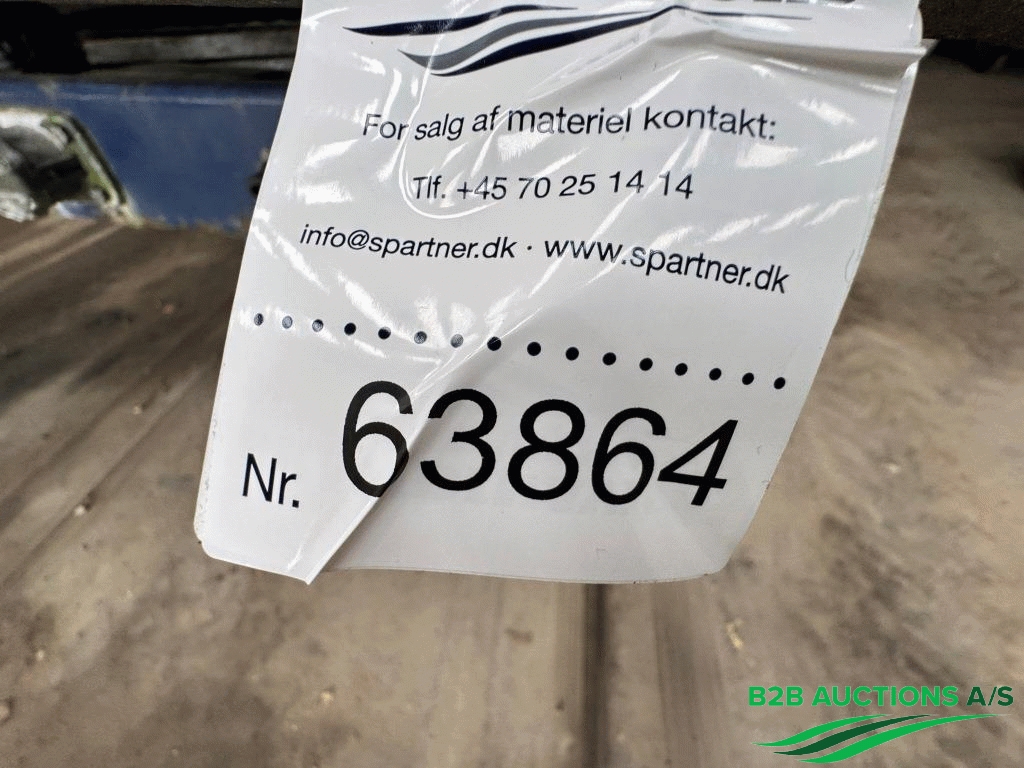 For salg af materiel kontakt:
Tlf. +45 70 25 14 14
info@spartner.dk · www.spartner.dk
Nr. 63864
B2B AUCTIONS A/S